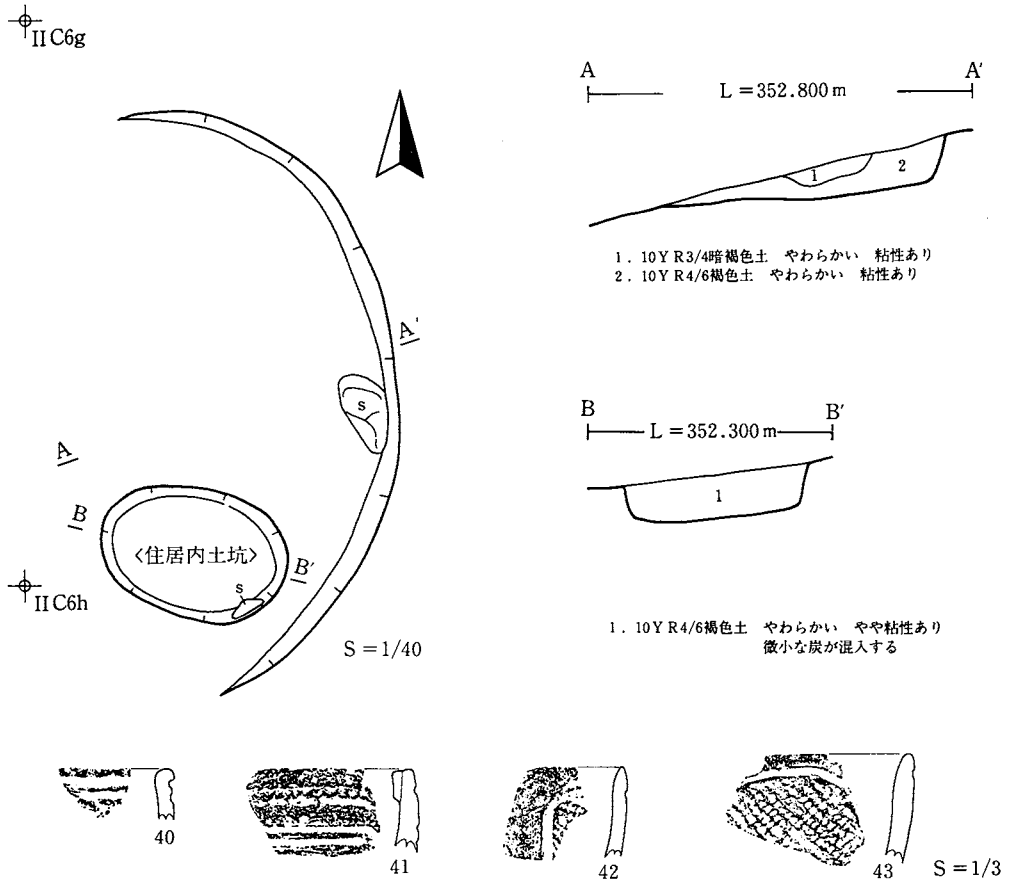 ⅡC6g
A A'
L=352.800m
1 2
1. 10YR3/4暗褐色土 やわらかい 粘性あり
2. 10YR4/6褐色土 やわらかい 粘性あり
A'
s
A
B
〈住居内土坑〉
B'
s
ⅡC6h
S=1/40
B B'
L=352.300m
1
1. 10YR4/6褐色土 やわらかい やや粘性あり
微小な炭が混入する
40
41
42
43
S=1/3